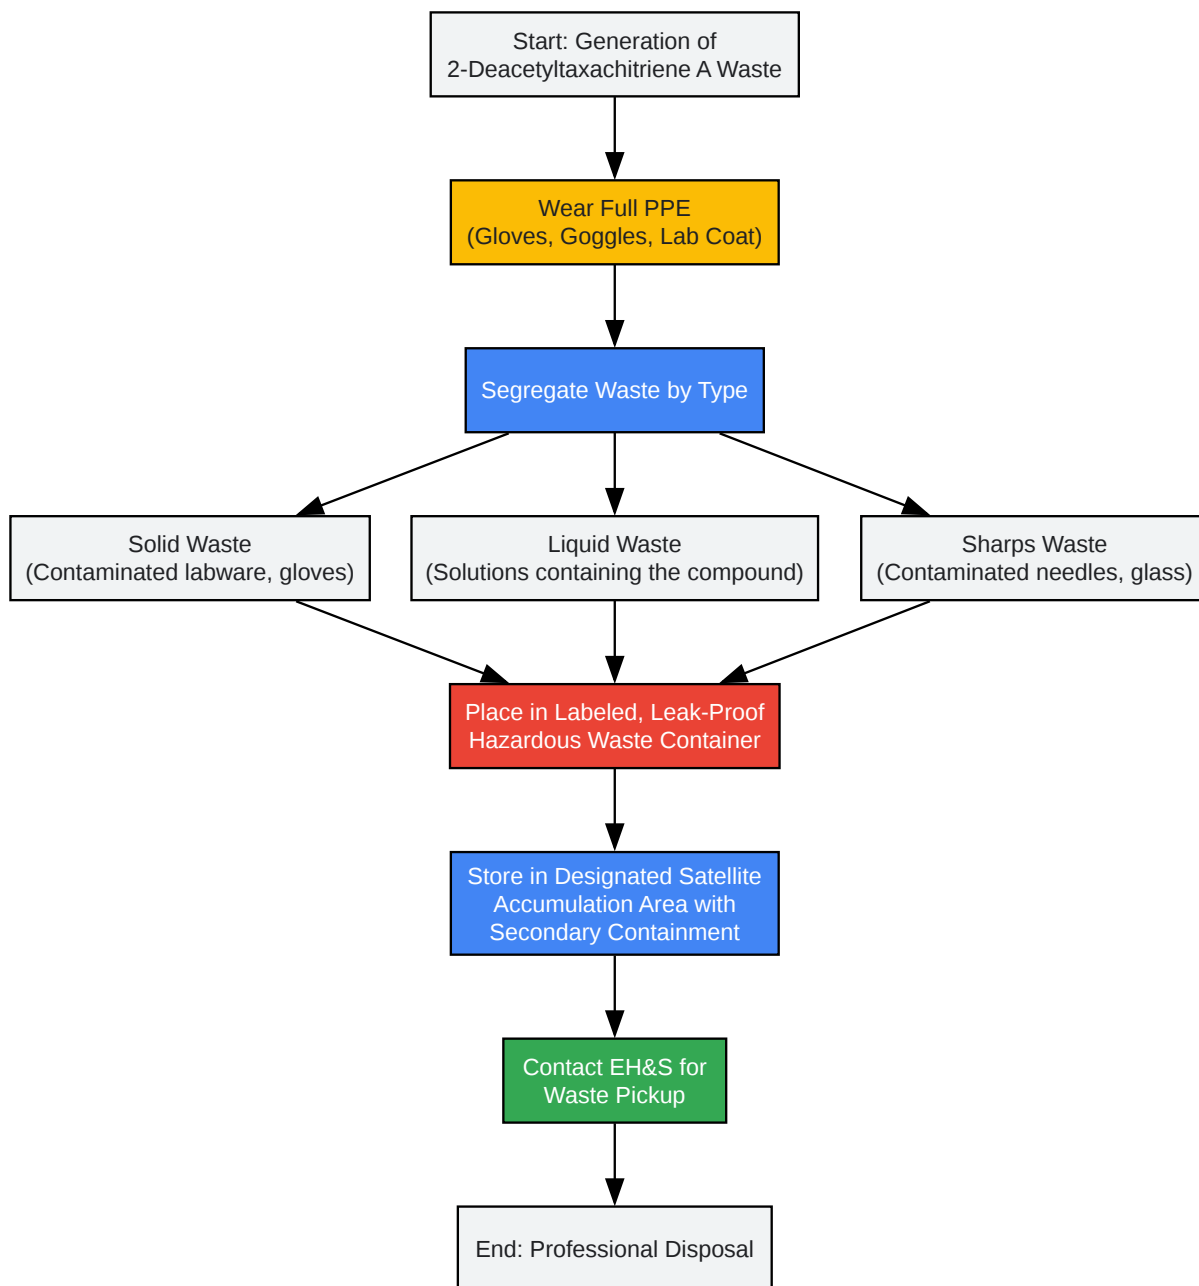 Start: Generation of
2-Deacetyltaxachitriene A Waste
Wear Full PPE
(Gloves, Goggles, Lab Coat)
Segregate Waste by Type
Solid Waste
(Contaminated labware, gloves)
Liquid Waste
(Solutions containing the compound)
Sharps Waste
(Contaminated needles, glass)
Place in Labeled, Leak-Proof
Hazardous Waste Container
Store in Designated Satellite
Accumulation Area with
Secondary Containment
Contact EH&S for
Waste Pickup
End: Professional Disposal